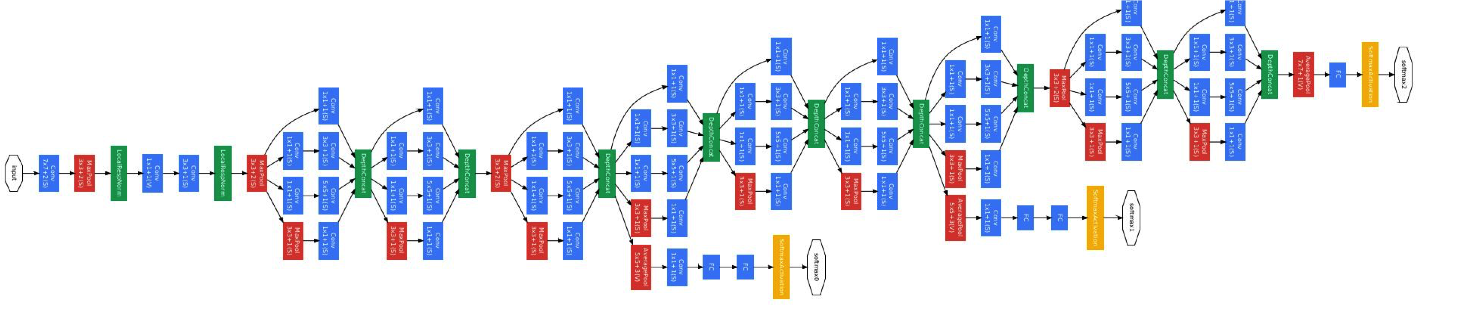 input
Conv
7x7+2(S)
MaxPool
3x3+2(S)
LocalRespNorm
Conv
1x1+1(V)
Conv
3x3+1(S)
LocalRespNorm
MaxPool
3x3+2(S)
Conv
1x1+1(S)
Conv
1x1+1(S)
MaxPool
3x3+1(S)
Conv
1x1+1(S)
Conv
3x3+1(S)
Conv
5x5+1(S)
Conv
1x1+1(S)
DepthConcat
Conv
1x1+1(S)
Conv
1x1+1(S)
MaxPool
3x3+1(S)
Conv
1x1+1(S)
Conv
3x3+1(S)
Conv
5x5+1(S)
Conv
1x1+1(S)
DepthConcat
MaxPool
3x3+2(S)
Conv
1x1+1(S)
Conv
1x1+1(S)
MaxPool
3x3+1(S)
Conv
1x1+1(S)
Conv
3x3+1(S)
Conv
5x5+1(S)
Conv
1x1+1(S)
DepthConcat
Conv
1x1+1(S)
Conv
1x1+1(S)
MaxPool
3x3+1(S)
AveragePool
5x5+3(V)
Conv
1x1+1(S)
Conv
3x3+1(S)
Conv
5x5+1(S)
Conv
1x1+1(S)
Conv
1x1+1(S)
DepthConcat
FC
FC
SoftmaxActivation
softmax0
Conv
1x1+1(S)
Conv
1x1+1(S)
MaxPool
3x3+1(S)
Conv
1x1+1(S)
Conv
3x3+1(S)
Conv
5x5+1(S)
Conv
1x1+1(S)
DepthConcat
Conv
1x1+1(S)
Conv
1x1+1(S)
MaxPool
3x3+1(S)
Conv
1x1+1(S)
Conv
3x3+1(S)
Conv
5x5+1(S)
Conv
1x1+1(S)
DepthConcat
Conv
1x1+1(S)
Conv
1x1+1(S)
MaxPool
3x3+1(S)
AveragePool
5x5+3(V)
Conv
1x1+1(S)
Conv
3x3+1(S)
Conv
5x5+1(S)
Conv
1x1+1(S)
Conv
1x1+1(S)
DepthConcat
FC
FC
SoftmaxActivation
softmax1
MaxPool
3x3+2(S)
Conv
1x1+1(S)
Conv
1x1+1(S)
MaxPool
3x3+1(S)
Conv
Conv
3x3+1(S)
Conv
5x5+1(S)
Conv
1x1+1(S)
DepthConcat
Conv
1x1+1(S)
Conv
1x1+1(S)
MaxPool
3x3+1(S)
Conv
Conv
3x3+1(S)
Conv
5x5+1(S)
Conv
1x1+1(S)
DepthConcat
AveragePool
7x7+1(V)
FC
SoftmaxActivation
softmax2